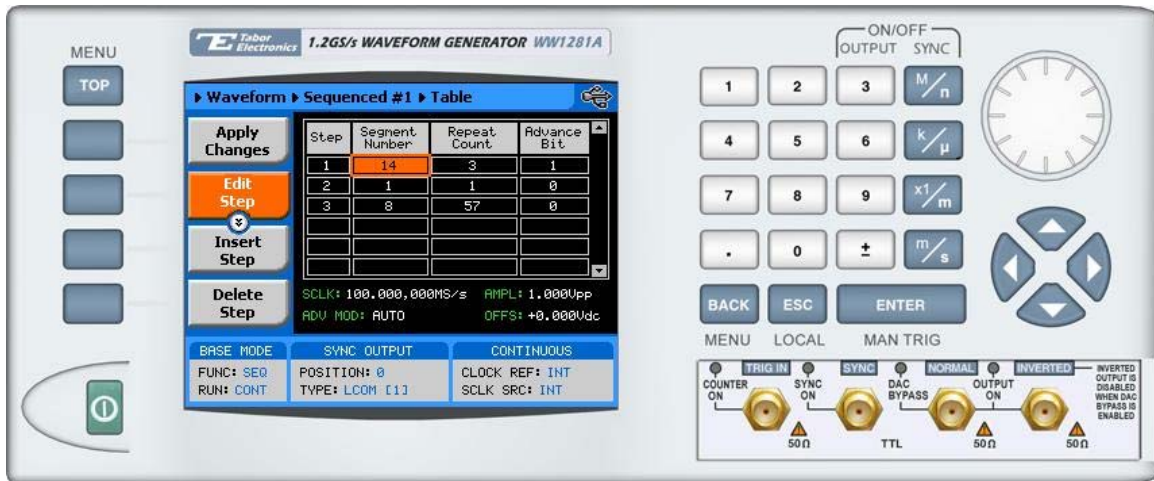 MENU
TOP
Tabor
Electronics
1.2GS/s WAVEFORM GENERATOR WW1281A
Waveform Sequenced #1 Table
Apply
Changes
Edit
Step
Insert
Step
Delete
Step
Step Segment Number Repeat Count Advance Bit
1 14 3 1
2 1 1 0
3 8 57 0
SCLK: 100.000,000MS/s AMPL: 1.000Vpp
ADV MOD: AUTO OFFS: +0.000Vdc
BASE MODE SYNC OUTPUT CONTINUOUS
FUNC: SEQ POSITION: 0 CLOCK REF: INT
RUN: CONT TYPE: LCOM [1] SCLK SRC: INT
ON/OFF
OUTPUT SYNC
1 2 3 M/n
4 5 6 k/µ
7 8 9 x1/m
. 0 ± m/s
BACK ESC ENTER
MENU LOCAL MAN TRIG
TRIG IN SYNC NORMAL INVERTED
COUNTER
ON
SYNC
ON
DAC
BYPASS
OUTPUT
ON
INVERTED
OUTPUT IS
DISABLED
WHEN DAC
BYPASS IS
ENABLED
50Ω TTL 50Ω 50Ω